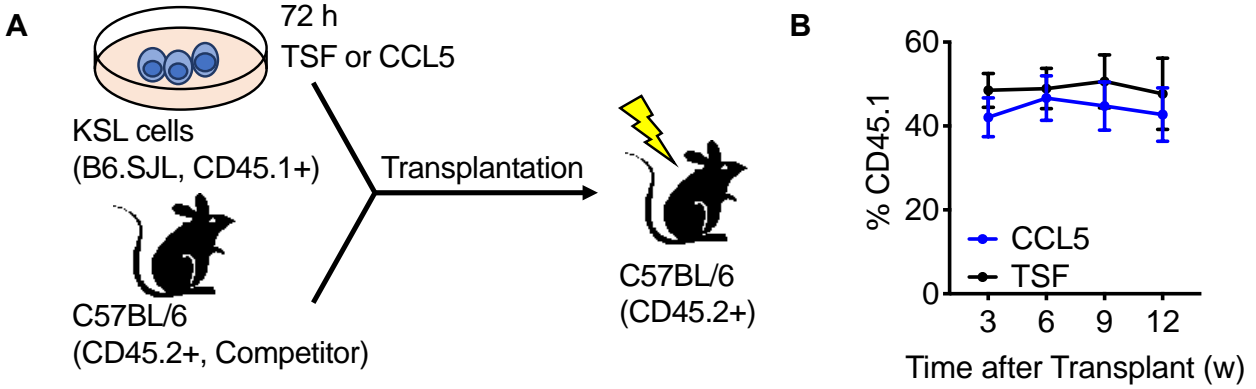 A
72 h
TSF or CCL5
KSL cells
(B6.SJL, CD45.1+)
Transplantation
C57BL/6
(CD45.2+, Competitor)
C57BL/6
(CD45.2+)
B
% CD45.1
60
40
20
0
CCL5
TSF
3 6 9 12
Time after Transplant (w)